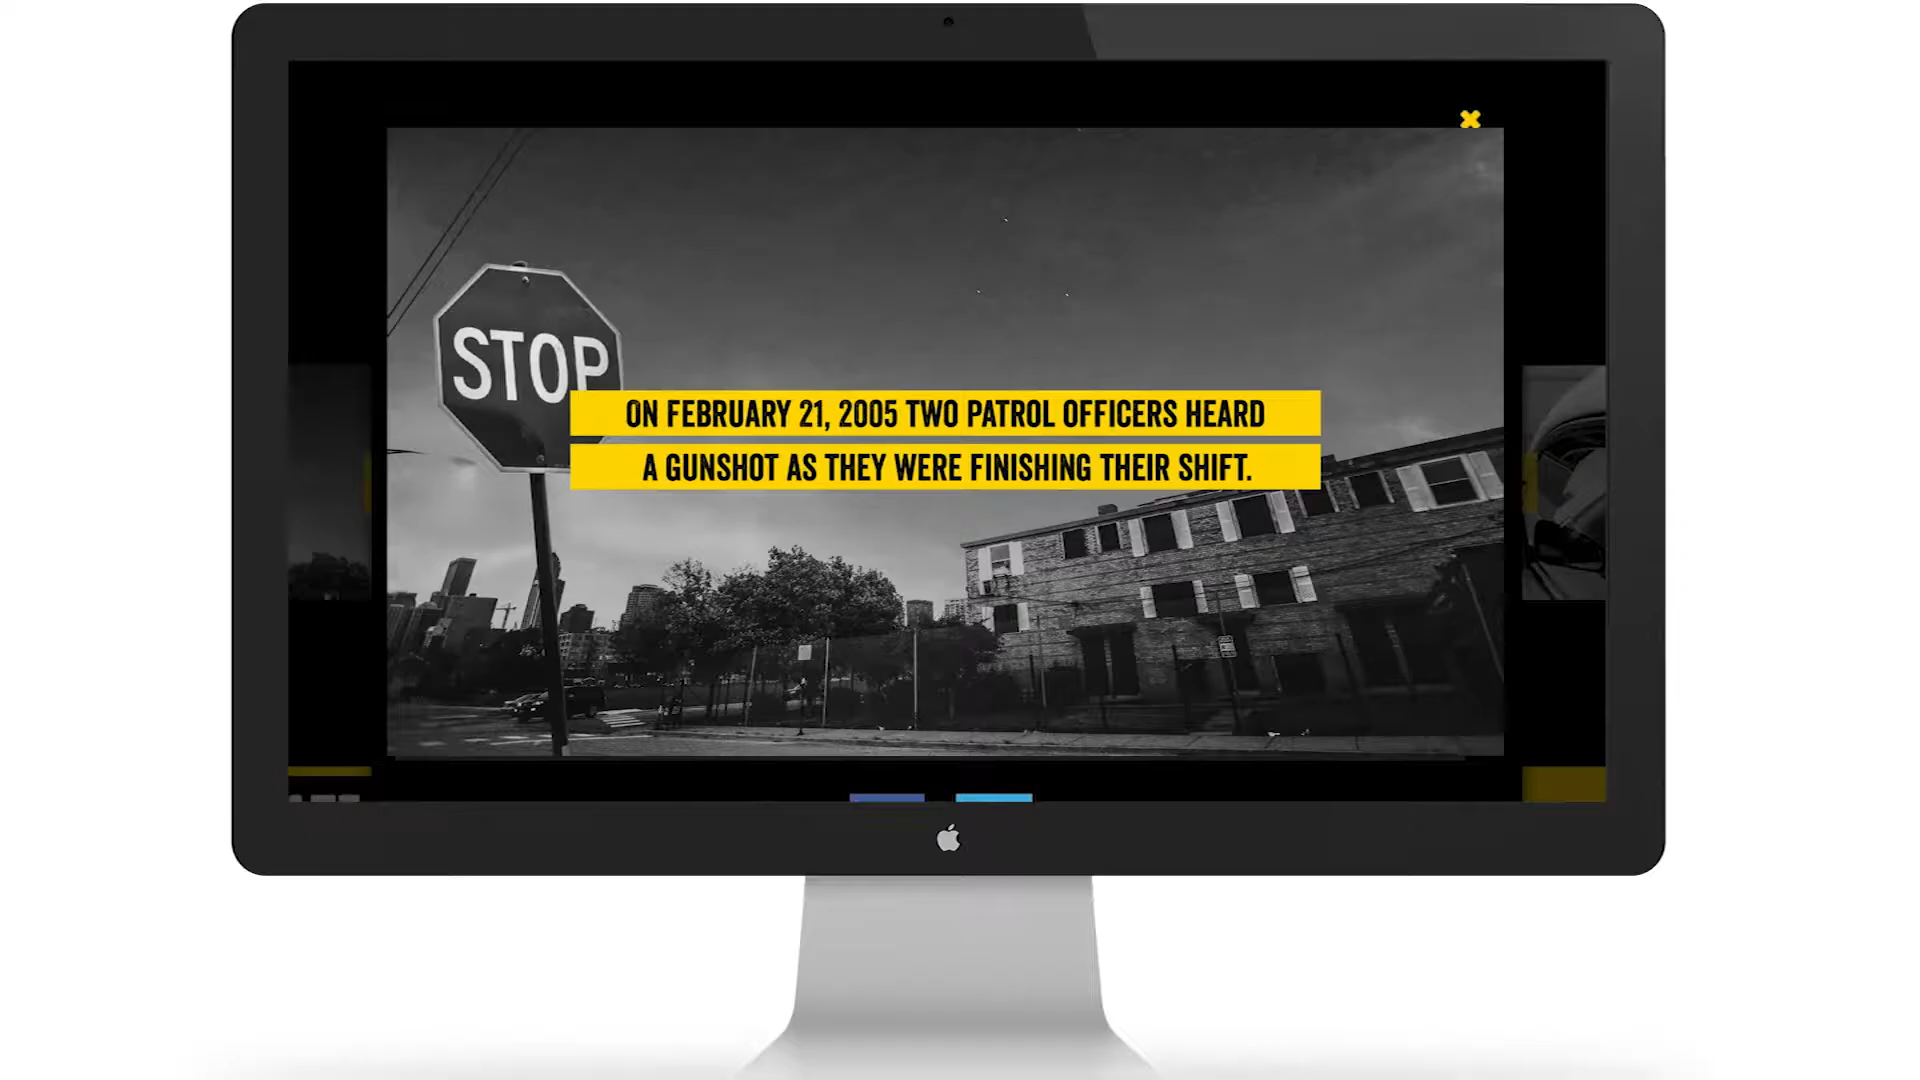 STOP
ON FEBRUARY 21, 2005 TWO PATROL OFFICERS HEARD
A GUNSHOT AS THEY WERE FINISHING THEIR SHIFT.